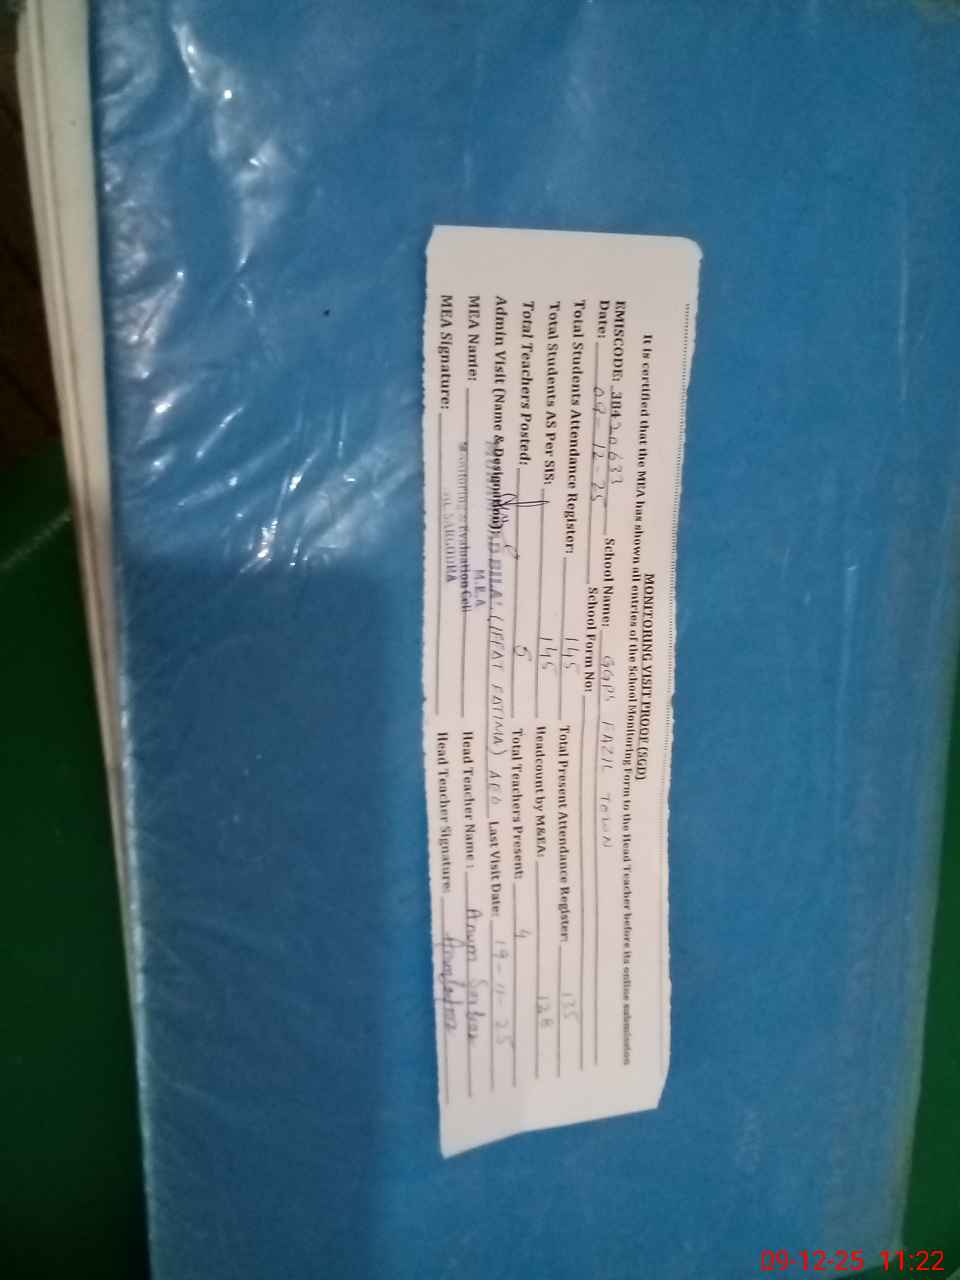 MONITORING VISIT PROOF (SGD)
It is certified that the MEA has shown all entries of the School Monitoring Form to the Head Teacher before its online submission
EMISCODE: 38420633 School Name: GGPS FAZIL TOWN
Date: 09-12-25 School Form No:
Total Students Attendance Register: 145 Total Present Attendance Register: 135
Total Students AS Per SIS: 145 Headcount by M&EA: 128
Total Teachers Posted: 5 Total Teachers Present: 4
Admin Visit (Name & Designation): (IFFAT FATIMA) AEO Last Visit Date: 19-11-25
MUHAMMAD BILAL
M.E.A
MEA Name: Head Teacher Name: Anum
Monitoring & Evaluation Cell
SARGODHA
MEA Signature: Head Teacher Signature:
09-12-25 11:22